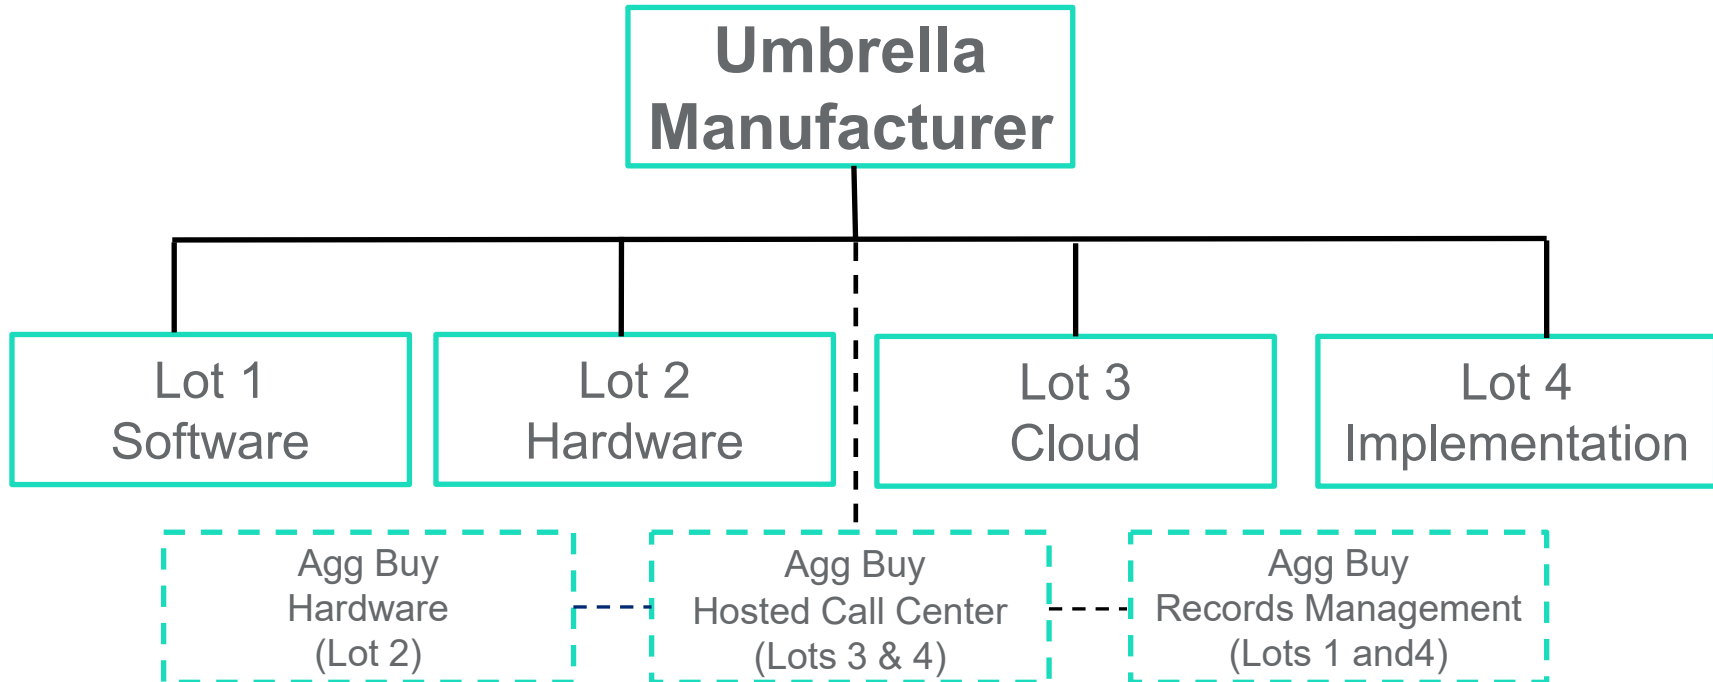 Umbrella
Manufacturer
Lot 1
Software
Lot 2
Hardware
Lot 3
Cloud
Lot 4
Implementation
Agg Buy
Hardware
(Lot 2)
Agg Buy
Hosted Call Center
(Lots 3 & 4)
Agg Buy
Records Management
(Lots 1 and4)